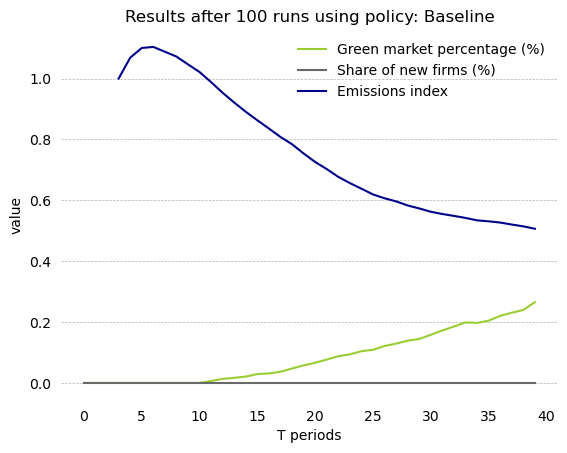 Results after 100 runs using policy: Baseline
Green market percentage (%)
Share of new firms (%)
Emissions index
value
1.0
0.8
0.6
0.4
0.2
0.0
0 5 10 15 20 25 30 35 40
T periods